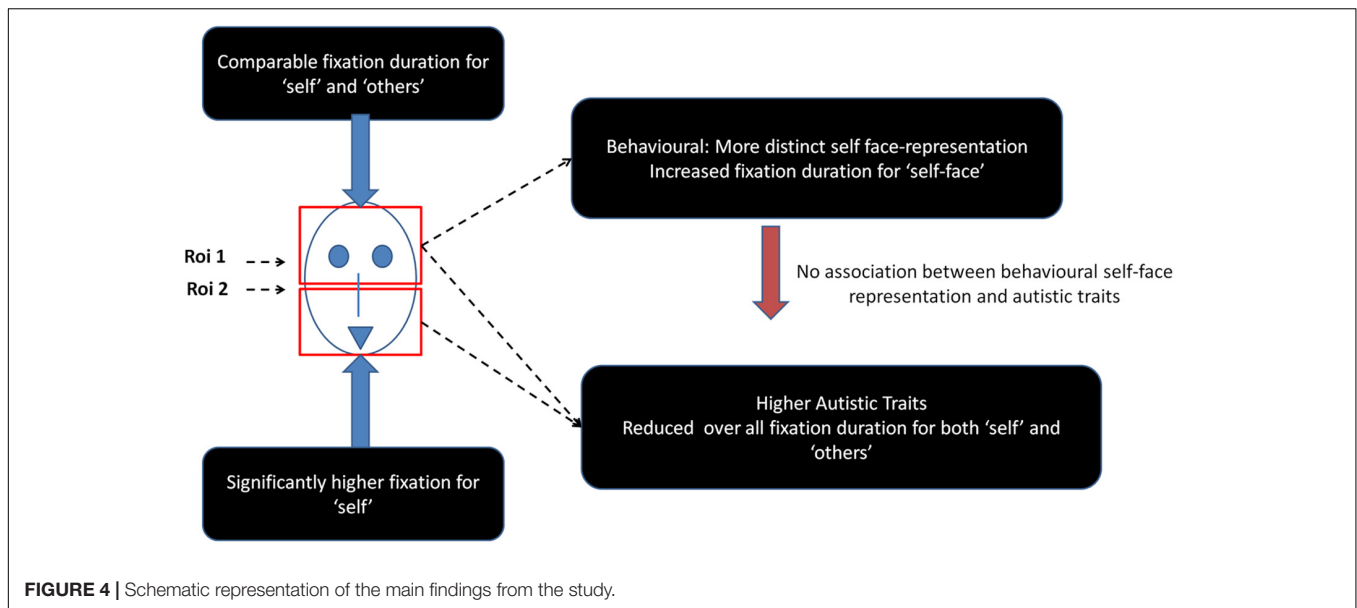 Comparable fixation duration for
‘self’ and ‘others’
Behavioural: More distinct self face-representation
Increased fixation duration for ‘self-face’
Roi 1
Roi 2
No association between behavioural self-face
representation and autistic traits
Higher Autistic Traits
Reduced over all fixation duration for both ‘self’ and
‘others’
Significantly higher fixation for
‘self’
FIGURE 4 | Schematic representation of the main findings from the study.